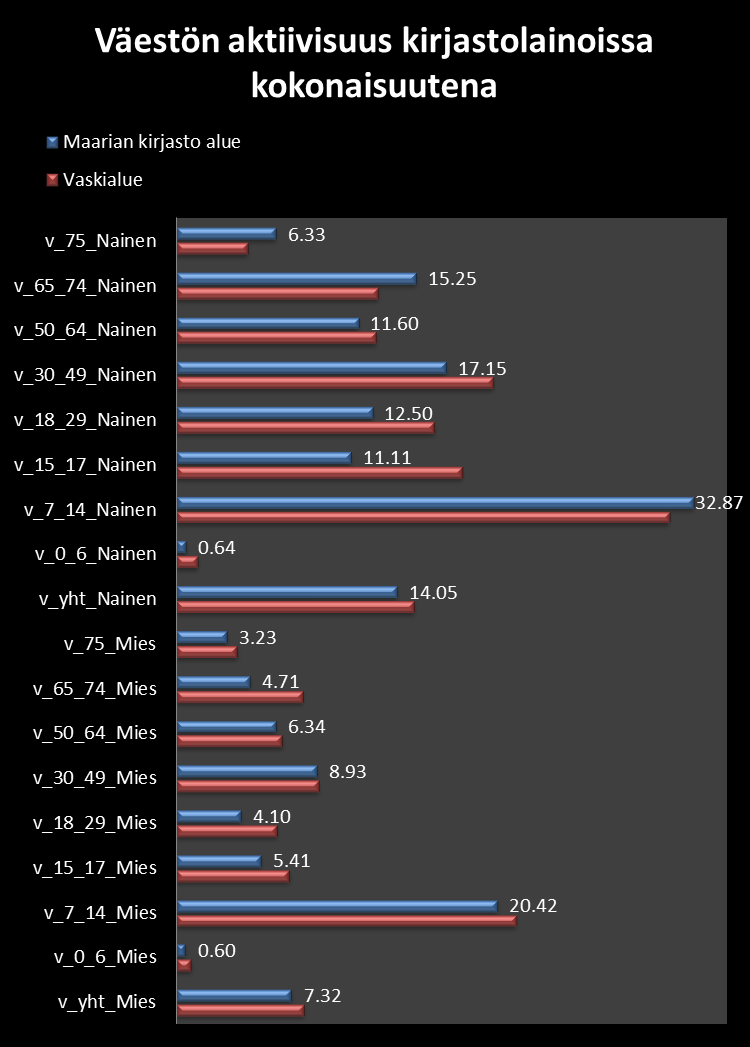 Väestön aktiivisuus kirjastolainoissa
kokonaisuutena
Maarian kirjasto alue
Vaskialue
v_75_Nainen 6.33
v_65_74_Nainen 15.25
v_50_64_Nainen 11.60
v_30_49_Nainen 17.15
v_18_29_Nainen 12.50
v_15_17_Nainen 11.11
v_7_14_Nainen 32.87
v_0_6_Nainen 0.64
v_yht_Nainen 14.05
v_75_Mies 3.23
v_65_74_Mies 4.71
v_50_64_Mies 6.34
v_30_49_Mies 8.93
v_18_29_Mies 4.10
v_15_17_Mies 5.41
v_7_14_Mies 20.42
v_0_6_Mies 0.60
v_yht_Mies 7.32